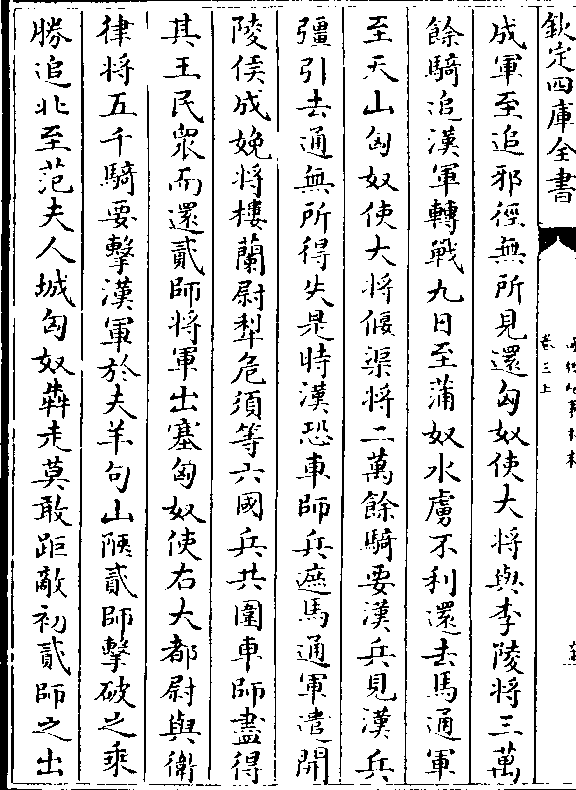 欽定四庫全書
卷三上
成軍至追邪徑無所見還匈奴使大將與李陵將三萬
餘騎追漢軍轉戰九日至蒲奴水虜不利還去馬通軍
至天山匈奴使大將偃渠將二萬餘騎要漢兵見漢兵
彊引去通無所得失是時漢恐車師兵遮馬通軍遣開
陵侯成娩將樓蘭尉犁危須等六國兵共圍車師盡得
其王民衆而還貳師將軍出塞匈奴使右大都尉與衛
律將五千騎要擊漢軍於夫羊句山陿貳師擊破之乘
勝追北至范夫人城匈奴犇走莫敢距敵初貳師之出